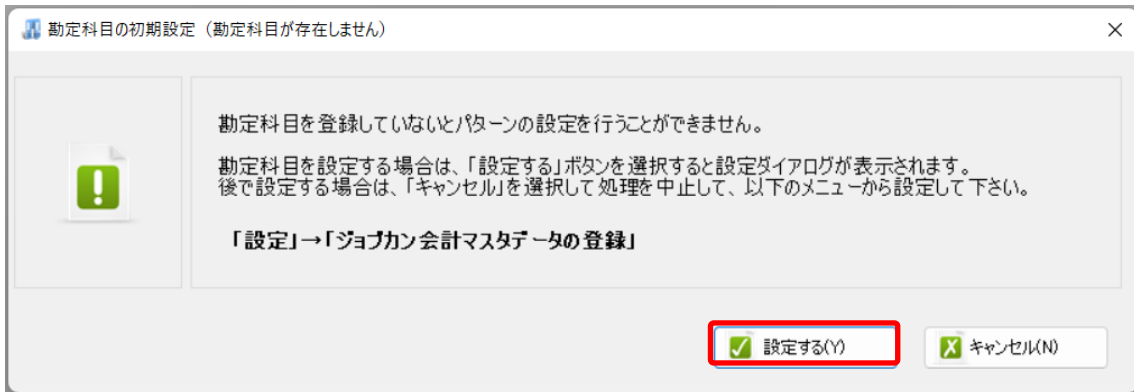 勘定科目の初期設定（勘定科目が存在しません）
勘定科目を登録していないとパターンの設定を行うことができません。
勘定科目を設定する場合は、「設定する」ボタンを選択すると設定ダイアログが表示されます。
後で設定する場合は、「キャンセル」を選択して処理を中止して、以下のメニューから設定して下さい。
「設定」→「ジョブカン会計マスタデータの登録」
設定する(Y)
キャンセル(N)